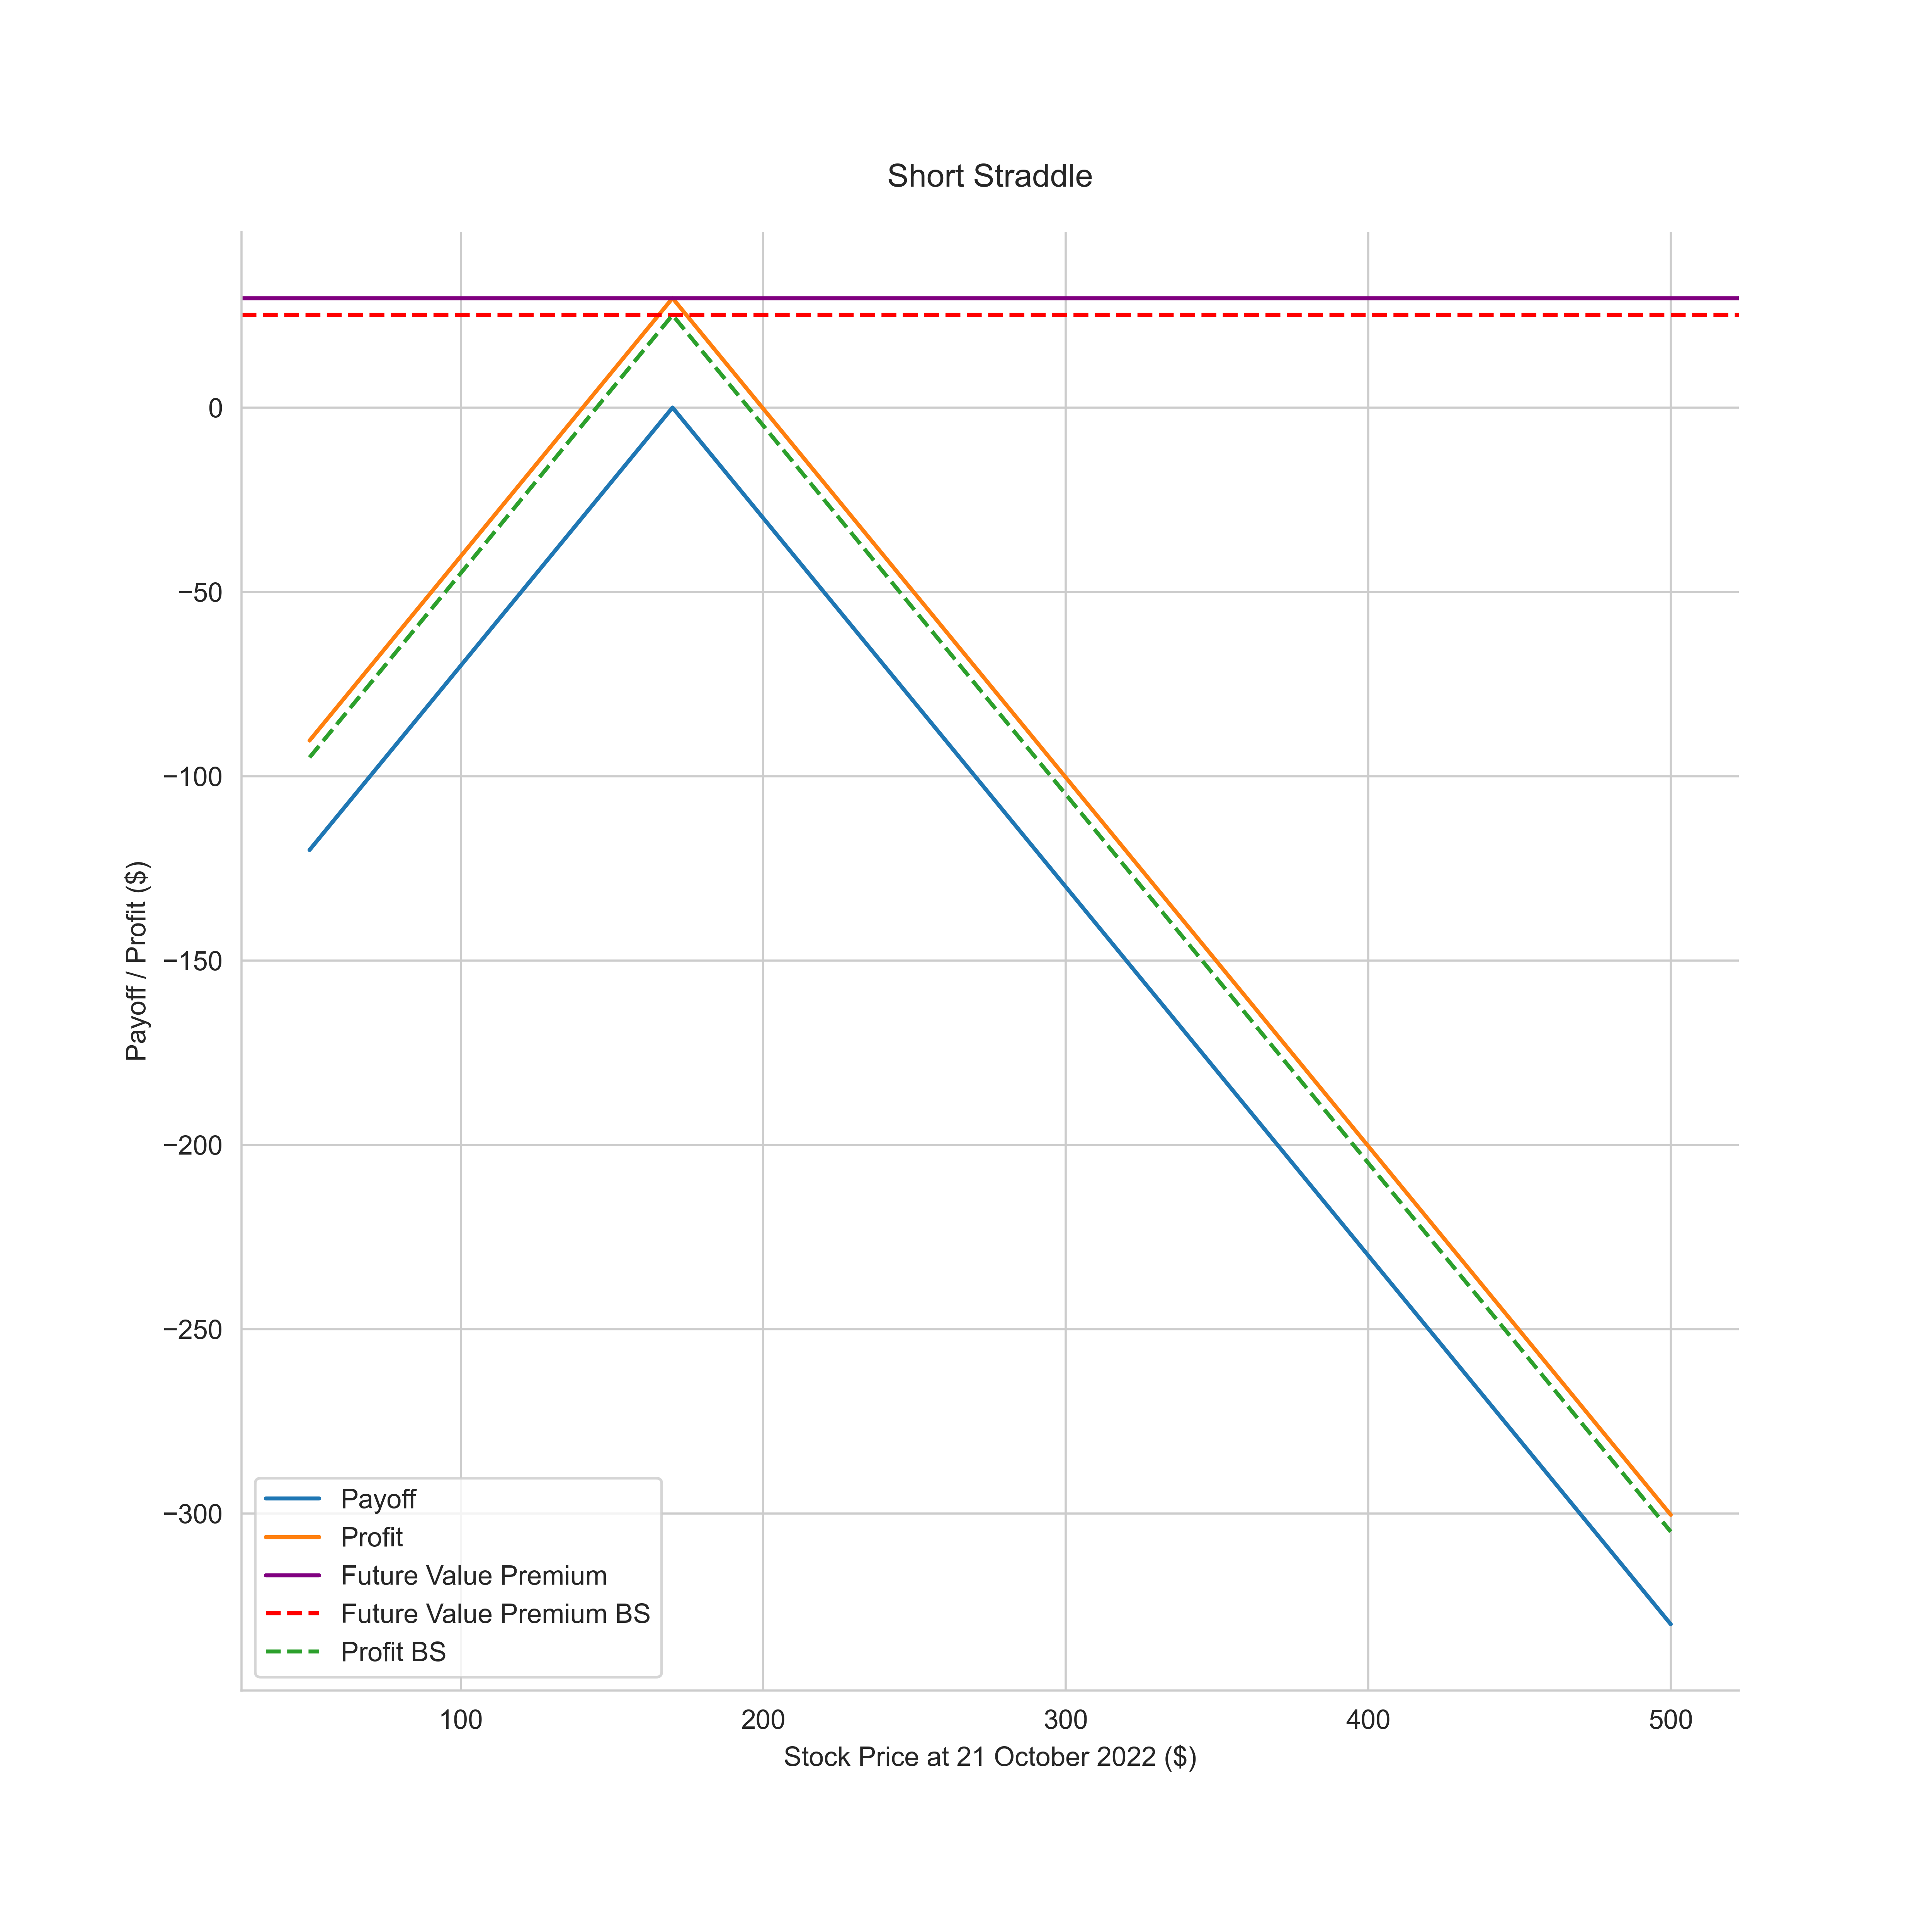 Short Straddle
0
−50
−100
−150
−200
−250
−300
Payoff / Profit ($)
Payoff
Profit
Future Value Premium
Future Value Premium BS
Profit BS
100 200 300 400 500
Stock Price at 21 October 2022 ($)